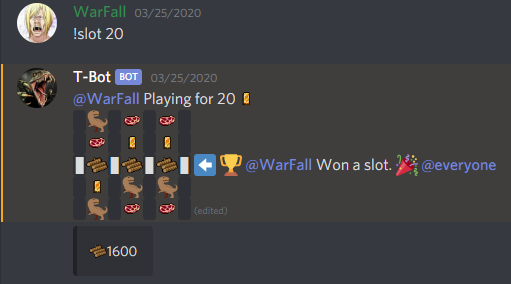 WarFall 03/25/2020
!slot 20
T-Bot BOT 03/25/2020
@WarFall Playing for 20
@WarFall Won a slot. @everyone
(edited)
1600